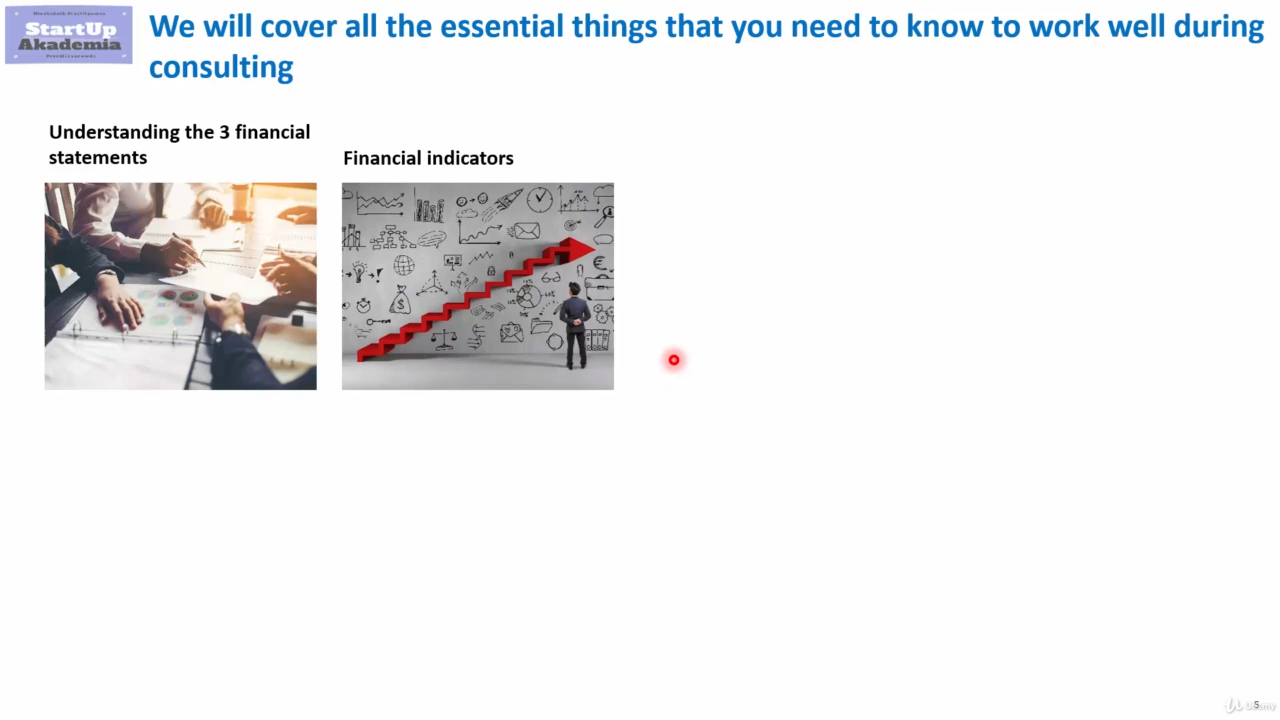 StartUp
Akademia
We will cover all the essential things that you need to know to work well during
consulting
Understanding the 3 financial
statements
Financial indicators
5